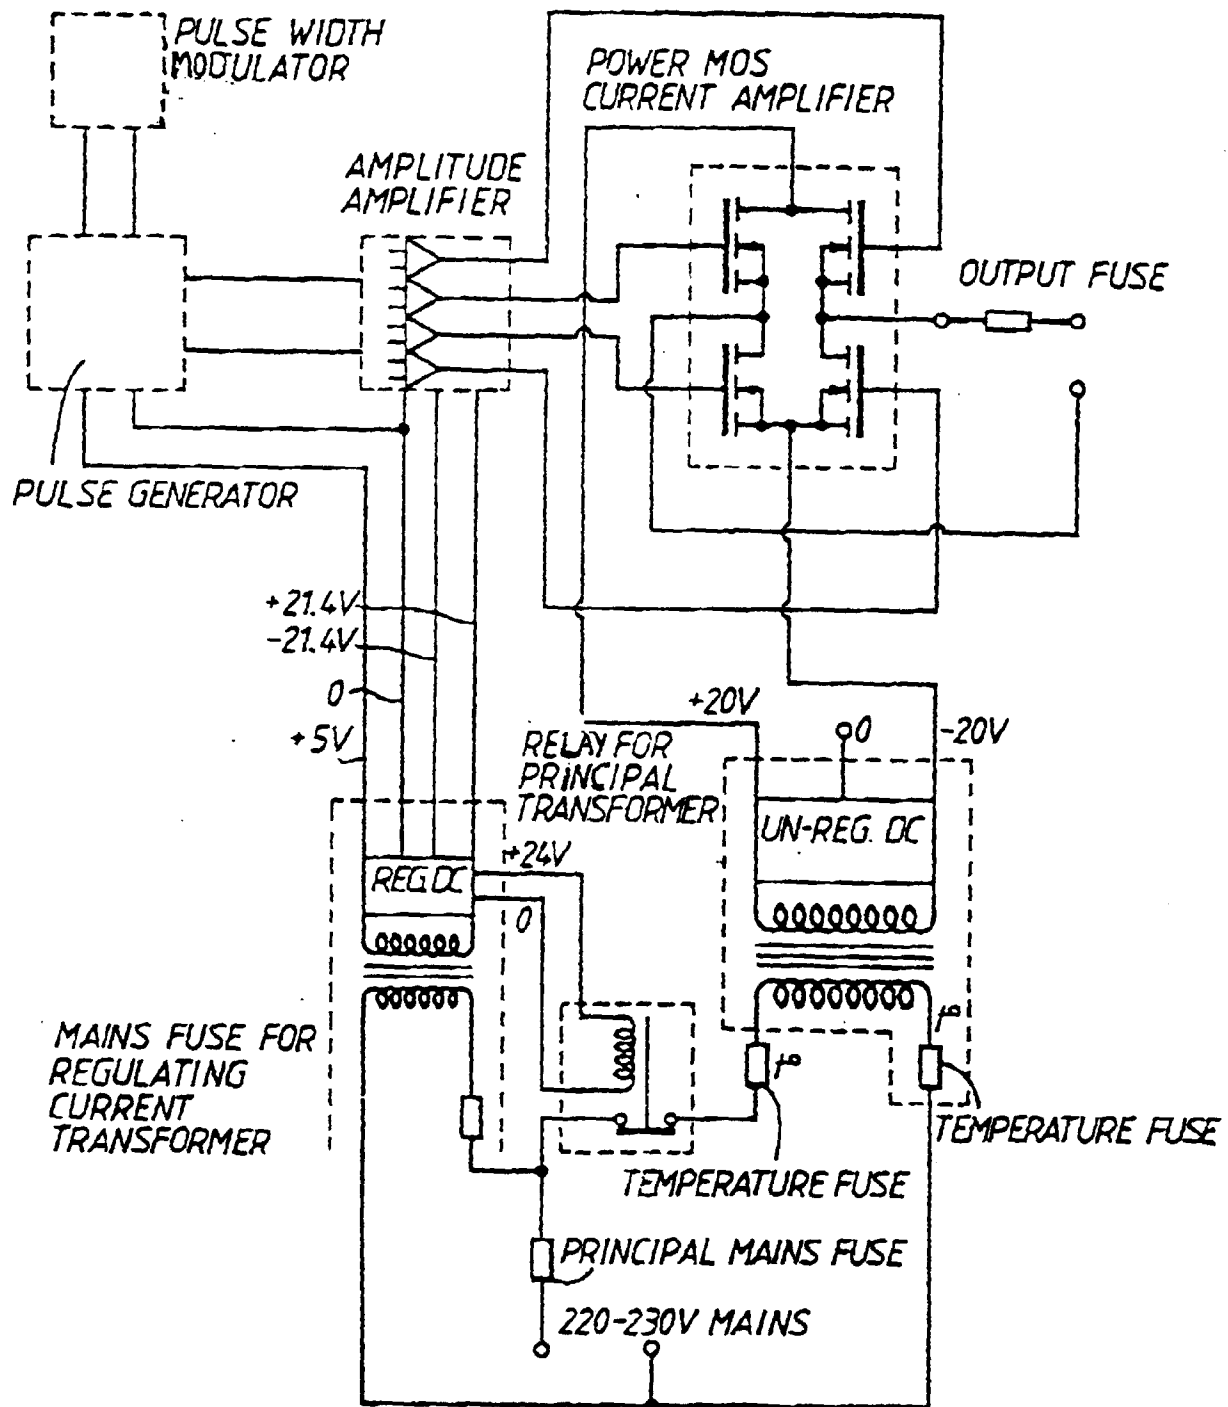 PULSE WIDTH
MODULATOR
POWER MOS
CURRENT AMPLIFIER
AMPLITUDE
AMPLIFIER
OUTPUT FUSE
PULSE GENERATOR
+21.4V
-21.4V
0
+5V
+20V
0
-20V
RELAY FOR
PRINCIPAL
TRANSFORMER
UN-REG. DC
+24V
REG.DC
0
MAINS FUSE FOR
REGULATING
CURRENT
TRANSFORMER
TEMPERATURE FUSE
TEMPERATURE FUSE
PRINCIPAL MAINS FUSE
220-230V MAINS